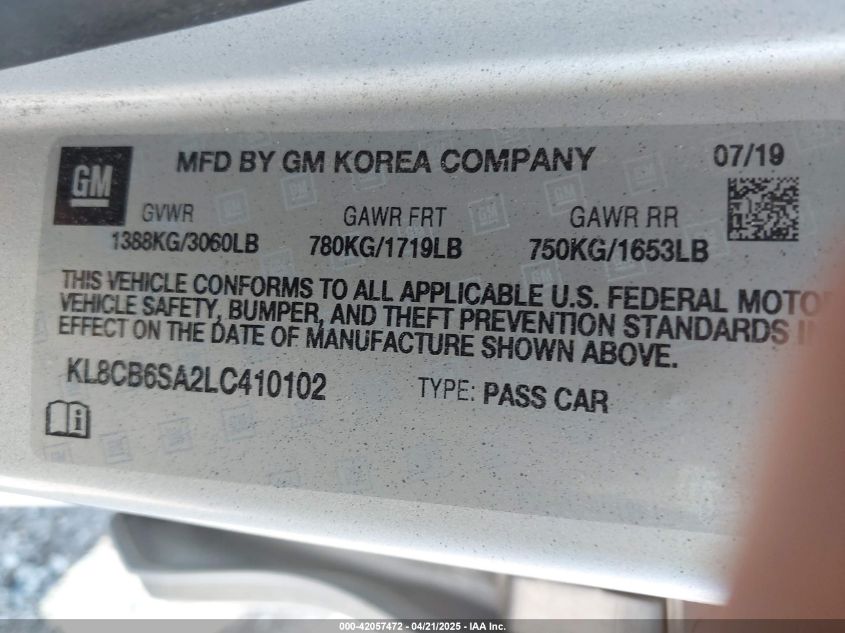 GM
MFD BY GM KOREA COMPANY
07/19
GVWR GAWR FRT GAWR RR
1388KG/3060LB 780KG/1719LB 750KG/1653LB
THIS VEHICLE CONFORMS TO ALL APPLICABLE U.S. FEDERAL
VEHICLE SAFETY, BUMPER, AND THEFT PREVENTION STANDARDS
EFFECT ON THE DATE OF MANUFACTURE SHOWN ABOVE.
KL8CB6SA2LC410102 TYPE: PASS CAR
000-42057472 - 04/21/2025 - IAA Inc.